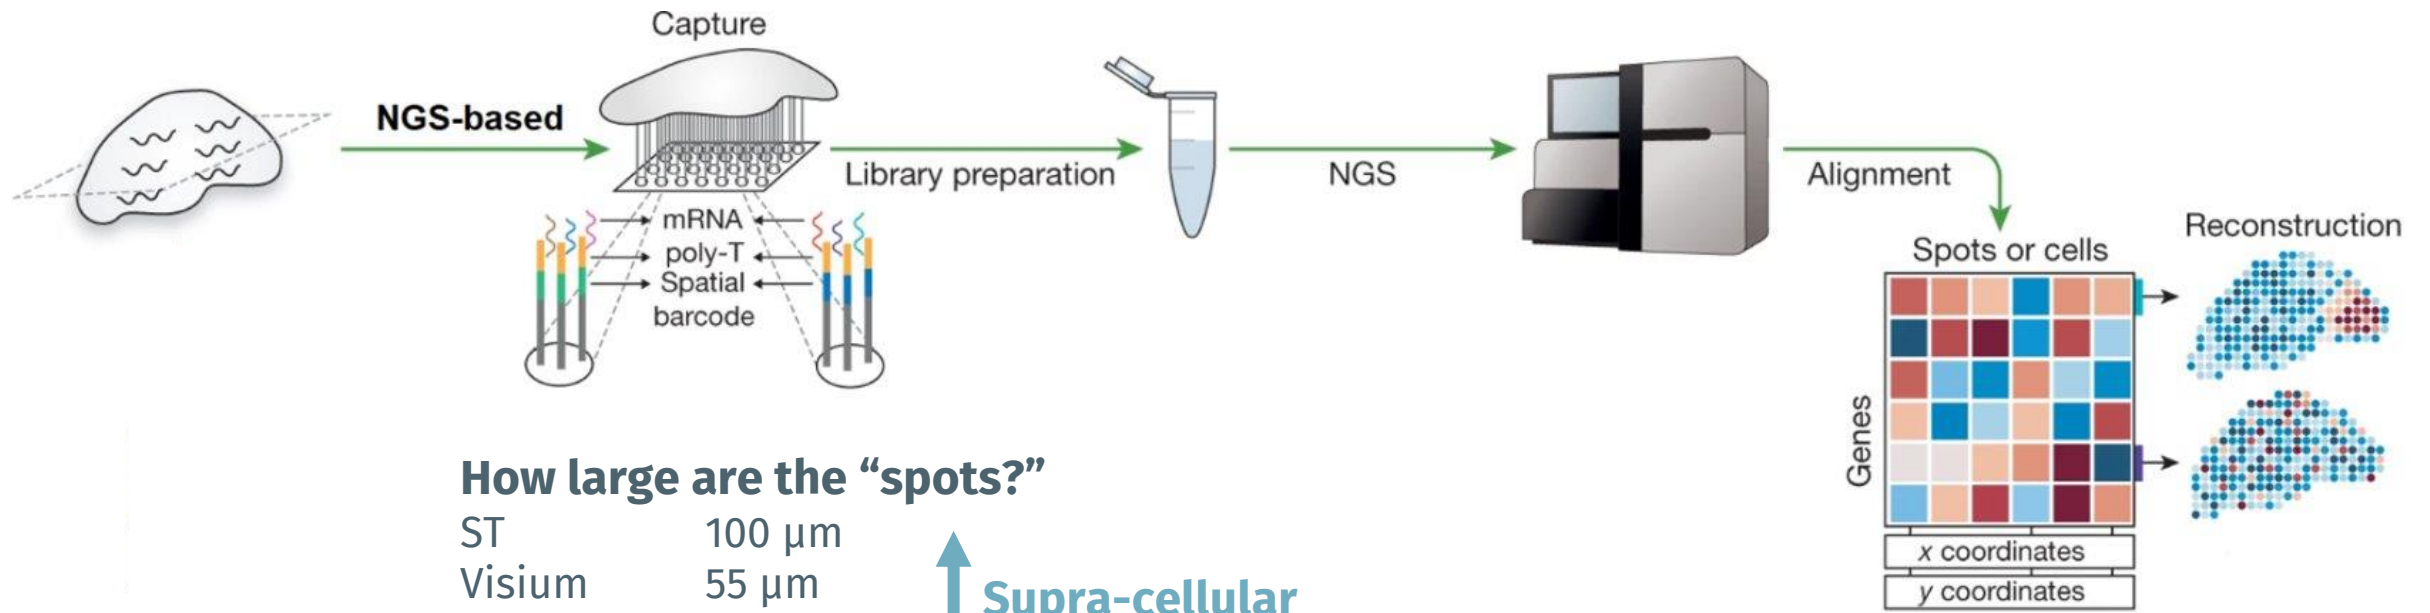 Capture
NGS-based
Library preparation
NGS
Alignment
mRNA
poly-T
Spatial
barcode
Spots or cells
Reconstruction
Genes
x coordinates
y coordinates
How large are the “spots?”
ST 100 µm
Visium 55 µm
Supra-cellular